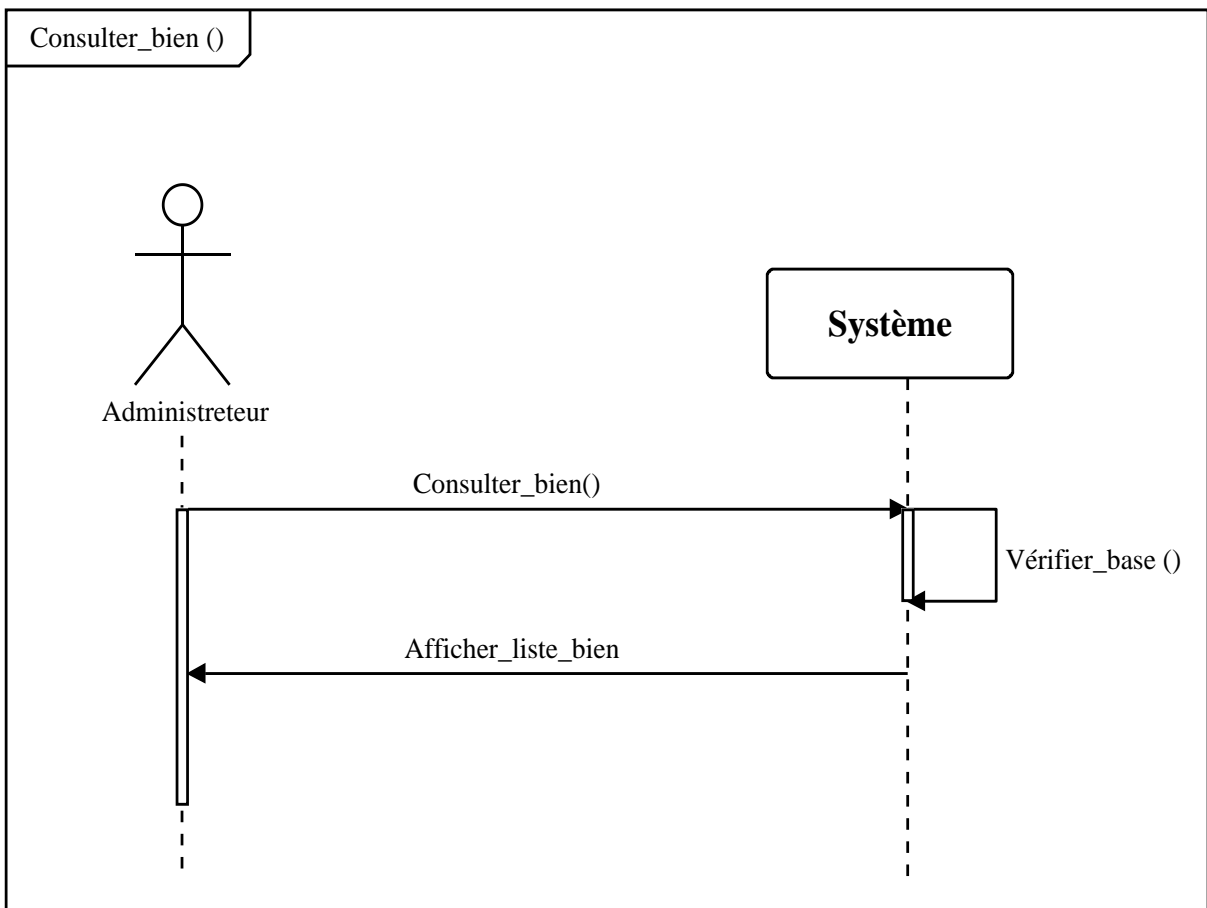 Consulter_bien ()
Système
Administreteur
Consulter_bien()
Vérifier_base ()
Afficher_liste_bien